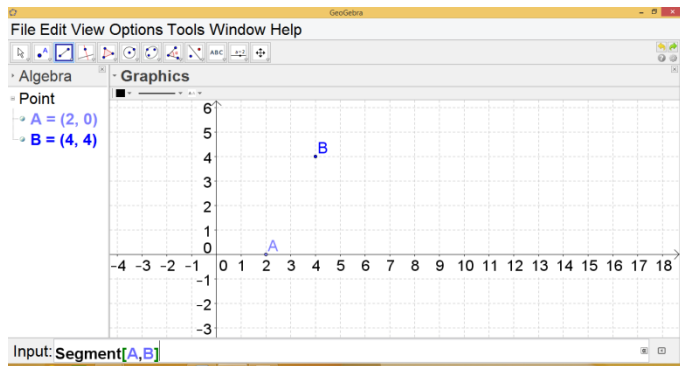 GeoGebra
File Edit View Options Tools Window Help
A
ABC
a=2
Algebra
Graphics
Point
A = (2, 0)
B = (4, 4)
6
5
4
3
2
1
0
B
A
-4 -3 -2 -1 0 1 2 3 4 5 6 7 8 9 10 11 12 13 14 15 16 17 18
-1
-2
-3
Input: Segment[A,B]